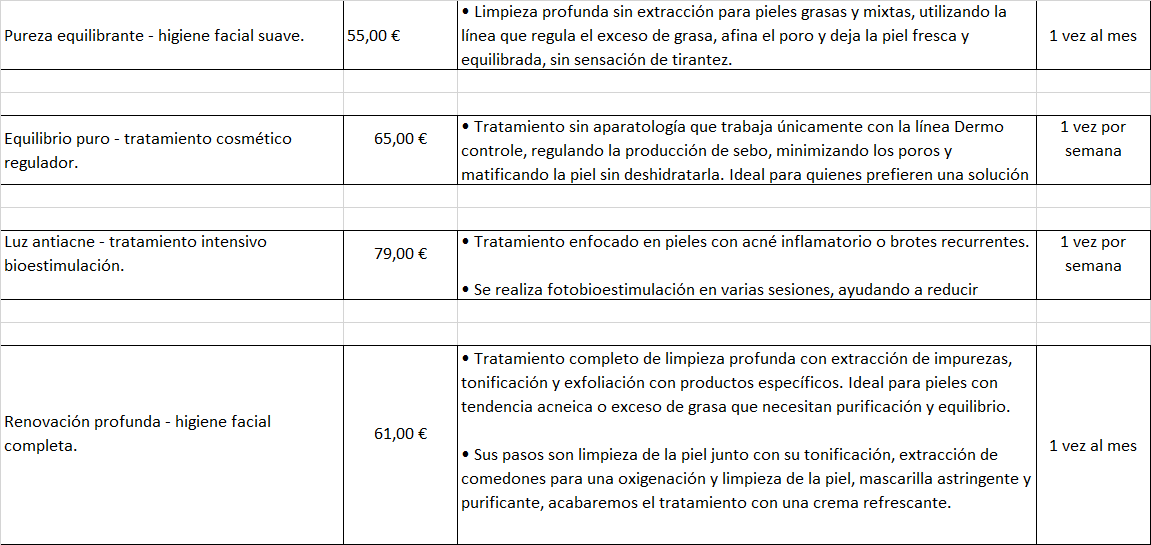 Pureza equilibrante - higiene facial suave.
55,00 €
• Limpieza profunda sin extracción para pieles grasas y mixtas, utilizando la
línea que regula el exceso de grasa, afina el poro y deja la piel fresca y
equilibrada, sin sensación de tirantez.
1 vez al mes
Equilibrio puro - tratamiento cosmético
regulador.
65,00 €
• Tratamiento sin aparatología que trabaja únicamente con la línea Dermo
controle, regulando la producción de sebo, minimizando los poros y
matificando la piel sin deshidratarla. Ideal para quienes prefieren una solución
1 vez por
semana
Luz antiacne - tratamiento intensivo
bioestimulación.
79,00 €
• Tratamiento enfocado en pieles con acné inflamatorio o brotes recurrentes.
• Se realiza fotobioestimulación en varias sesiones, ayudando a reducir
1 vez por
semana
Renovación profunda - higiene facial
completa.
61,00 €
• Tratamiento completo de limpieza profunda con extracción de impurezas,
tonificación y exfoliación con productos específicos. Ideal para pieles con
tendencia acneica o exceso de grasa que necesitan purificación y equilibrio.
• Sus pasos son limpieza de la piel junto con su tonificación, extracción de
comedones para una oxigenación y limpieza de la piel, mascarilla astringente y
purificante, acabaremos el tratamiento con una crema refrescante.
1 vez al mes